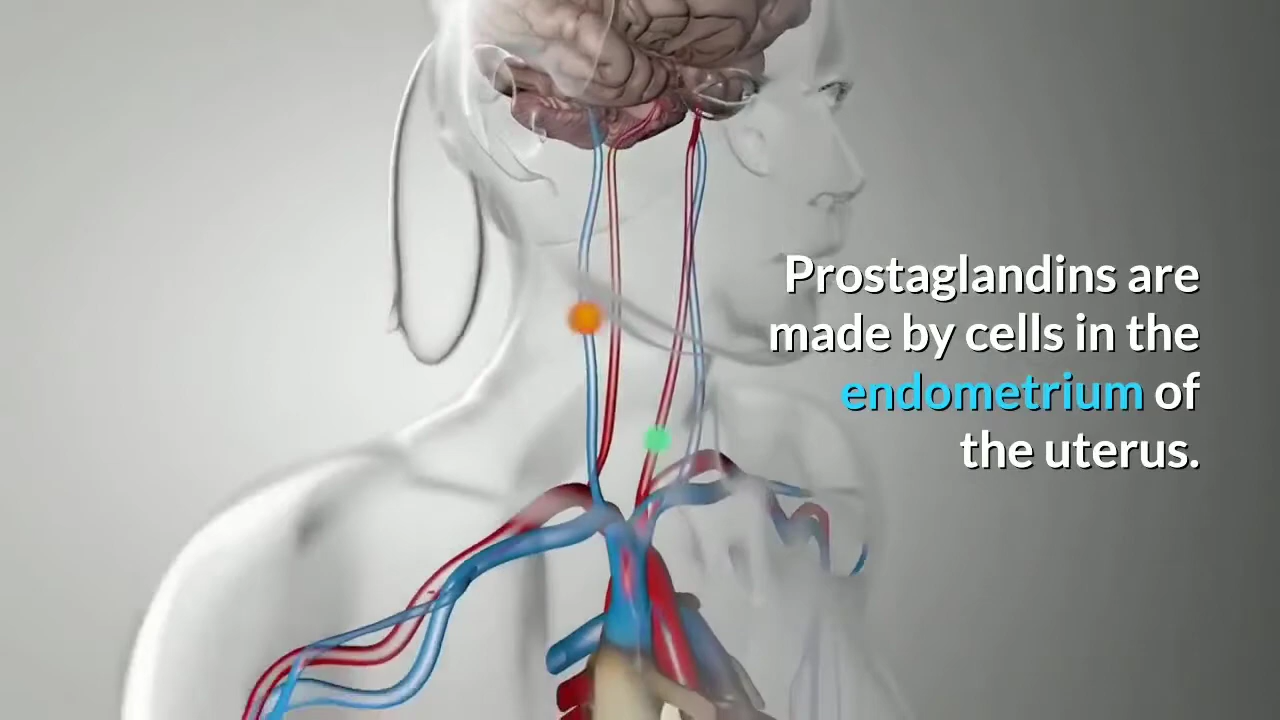 Prostaglandins are
made by cells in the
endometrium of
the uterus.